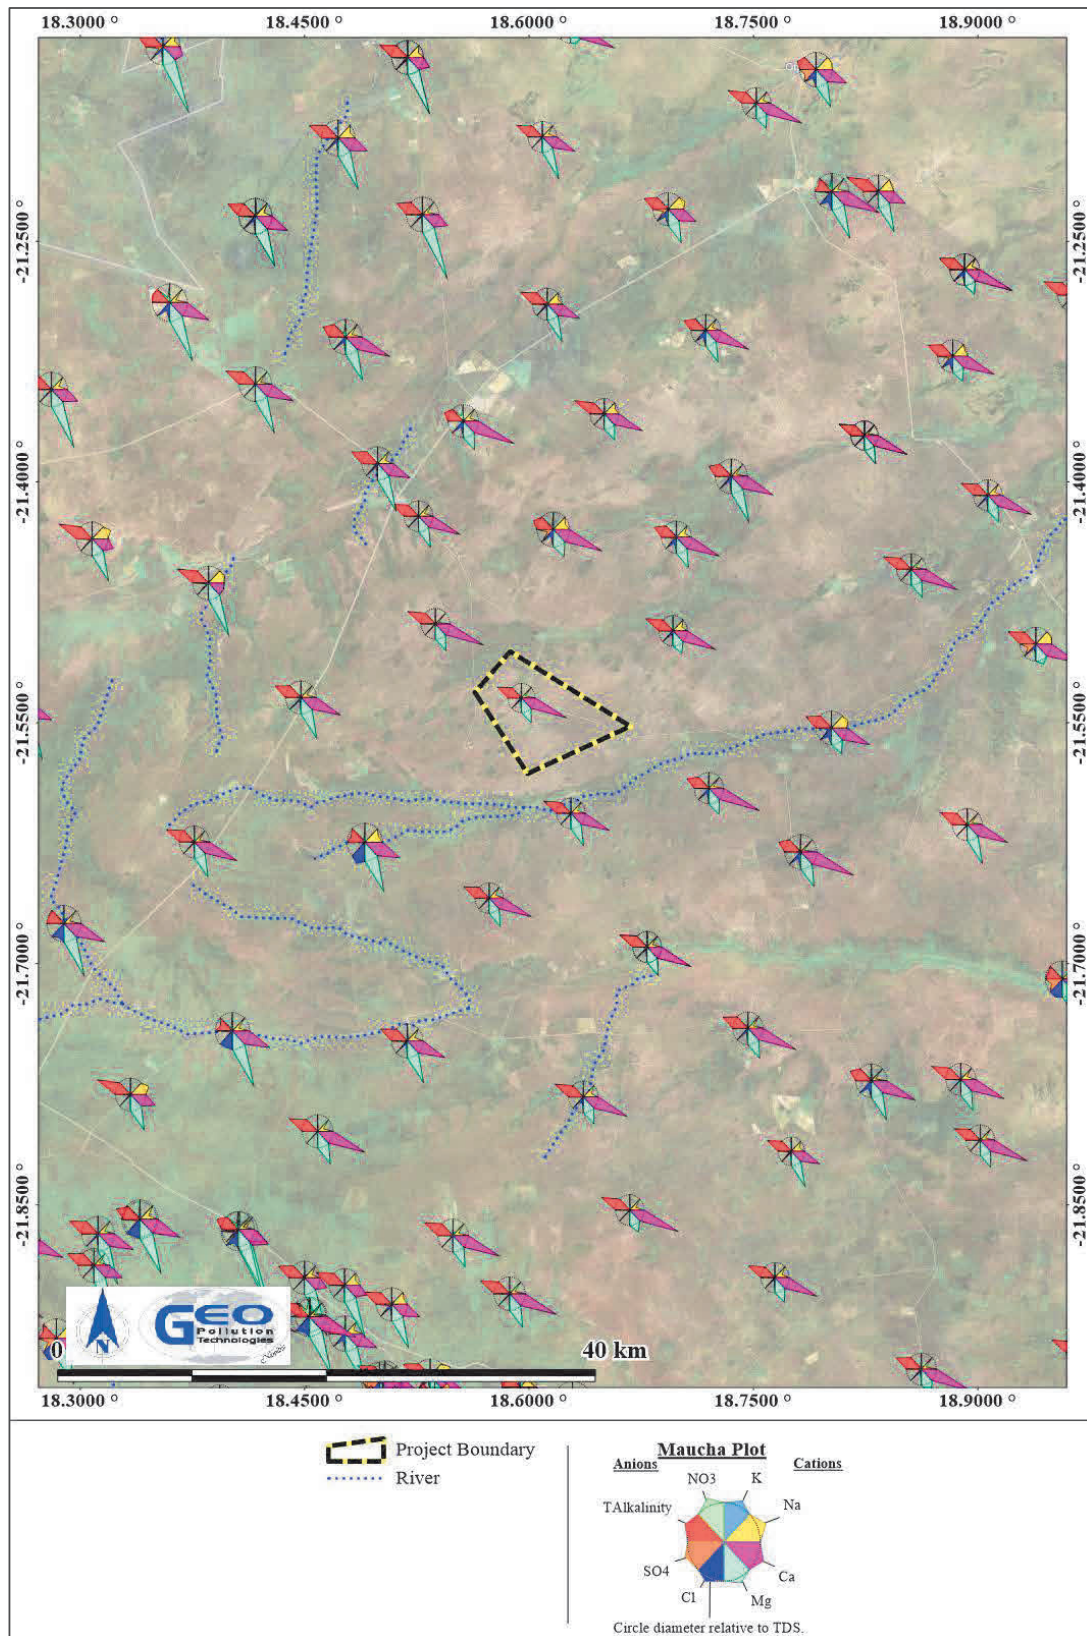 18.3000 ° 18.4500 ° 18.6000 ° 18.7500 ° 18.9000 °
-21.2500 ° -21.2500 °
-21.4000 ° -21.4000 °
-21.5500 ° -21.5500 °
-21.7000 ° -21.7000 °
-21.8500 ° -21.8500 °
GEO
Pollution
Technologies
N
0 40 km
18.3000 ° 18.4500 ° 18.6000 ° 18.7500 ° 18.9000 °
Project Boundary
River
Maucha Plot
Anions Cations
NO3 K
TAlkalinity Na
SO4 Ca
Cl Mg
Circle diameter relative to TDS.